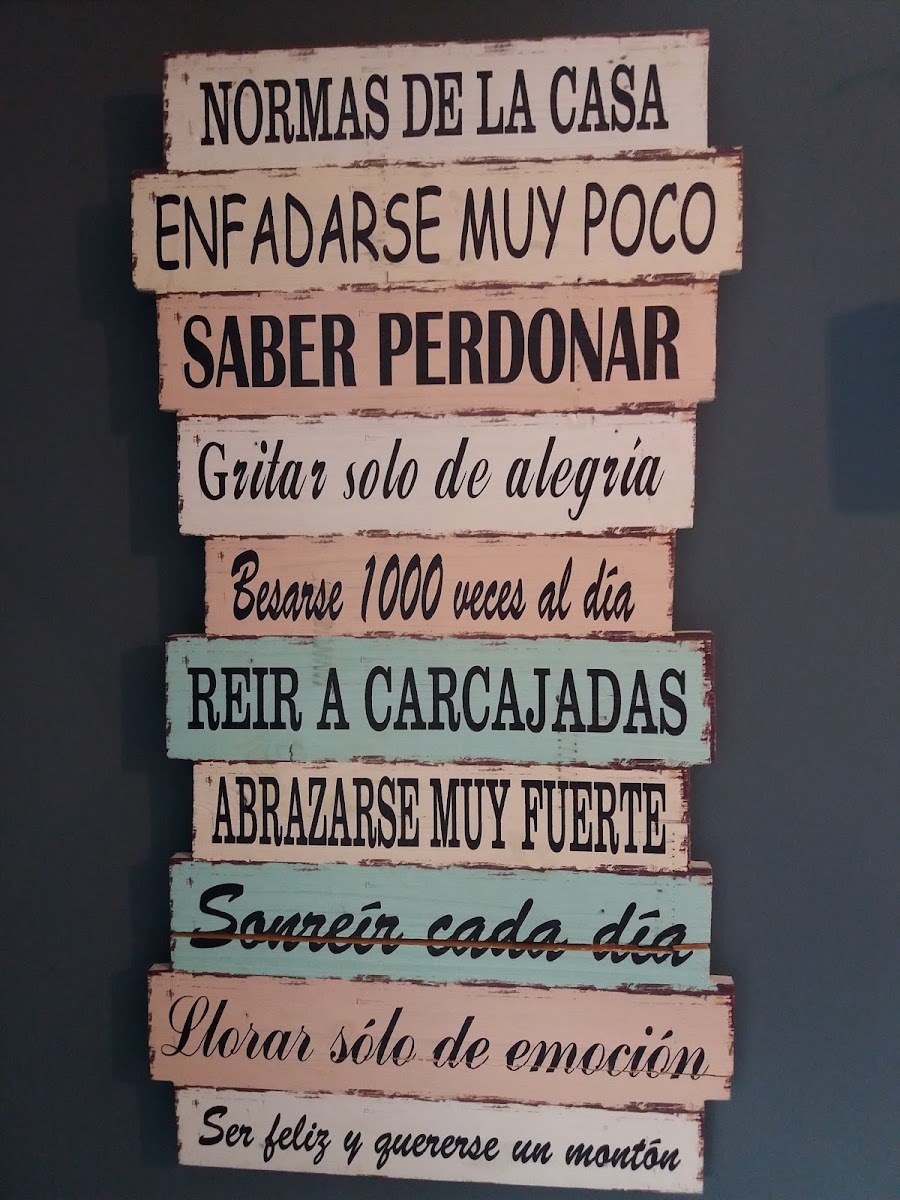 NORMAS DE LA CASA
ENFADARSE MUY POCO
SABER PERDONAR
Gritar solo de alegría
Besarse 1000 veces al día
REIR A CARCAJADAS
ABRAZARSE MUY FUERTE
Sonreír cada día
Llorar sólo de emoción
Ser feliz y quererse un montón